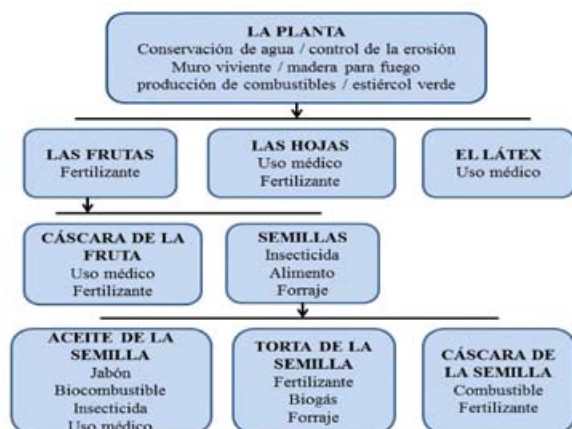 LA PLANTA
Conservación de agua / control de la erosión
Muro viviente / madera para fuego
producción de combustibles / estiércol verde
LAS FRUTAS
Fertilizante
LAS HOJAS
Uso médico
Fertilizante
EL LÁTEX
Uso médico
CÁSCARA DE LA
FRUTA
Uso médico
Fertilizante
SEMILLAS
Insecticida
Alimento
Forraje
ACEITE DE LA
SEMILLA
Jabón
Biocombustible
Insecticida
Uso médico
TORTA DE LA
SEMILLA
Fertilizante
Biogás
Forraje
CÁSCARA DE
LA SEMILLA
Combustible
Fertilizante